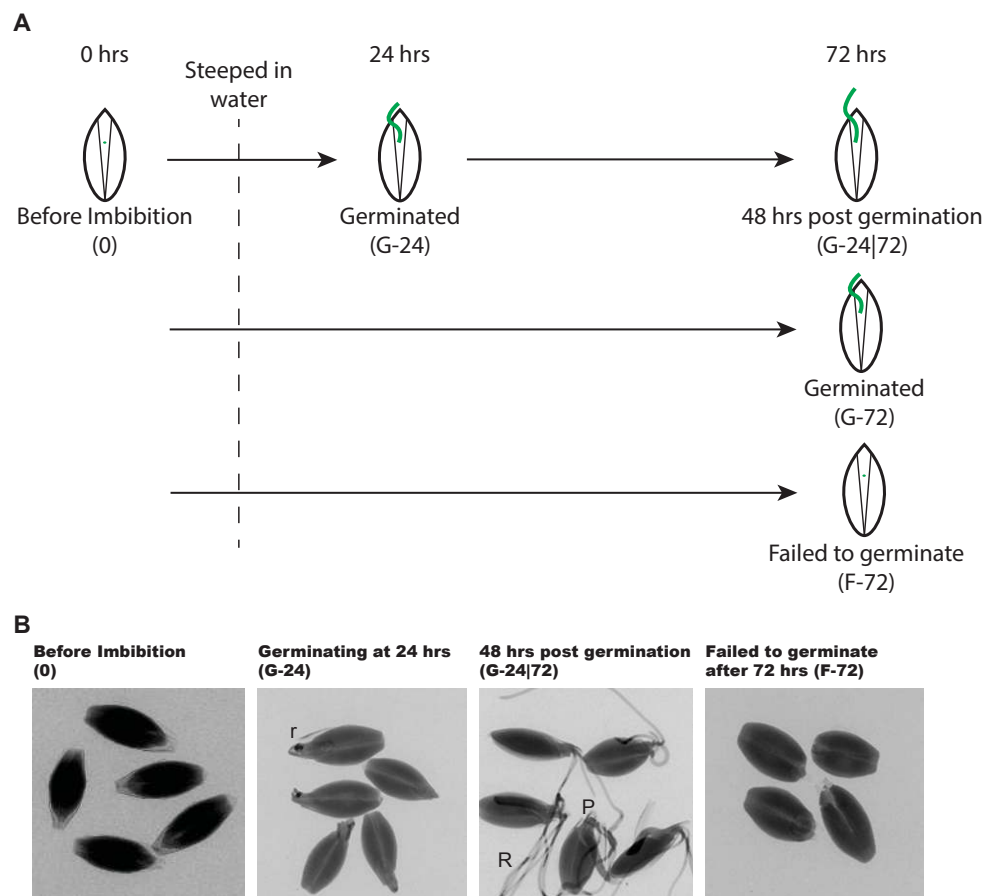 A
0 hrs
24 hrs
72 hrs
Steeped in
water
Before Imbibition
(0)
Germinated
(G-24)
48 hrs post germination
(G-24|72)
Germinated
(G-72)
Failed to germinate
(F-72)
B
Before Imbibition
(0)
Germinating at 24 hrs
(G-24)
48 hrs post germination
(G-24|72)
Failed to germinate
after 72 hrs (F-72)
r
P
R